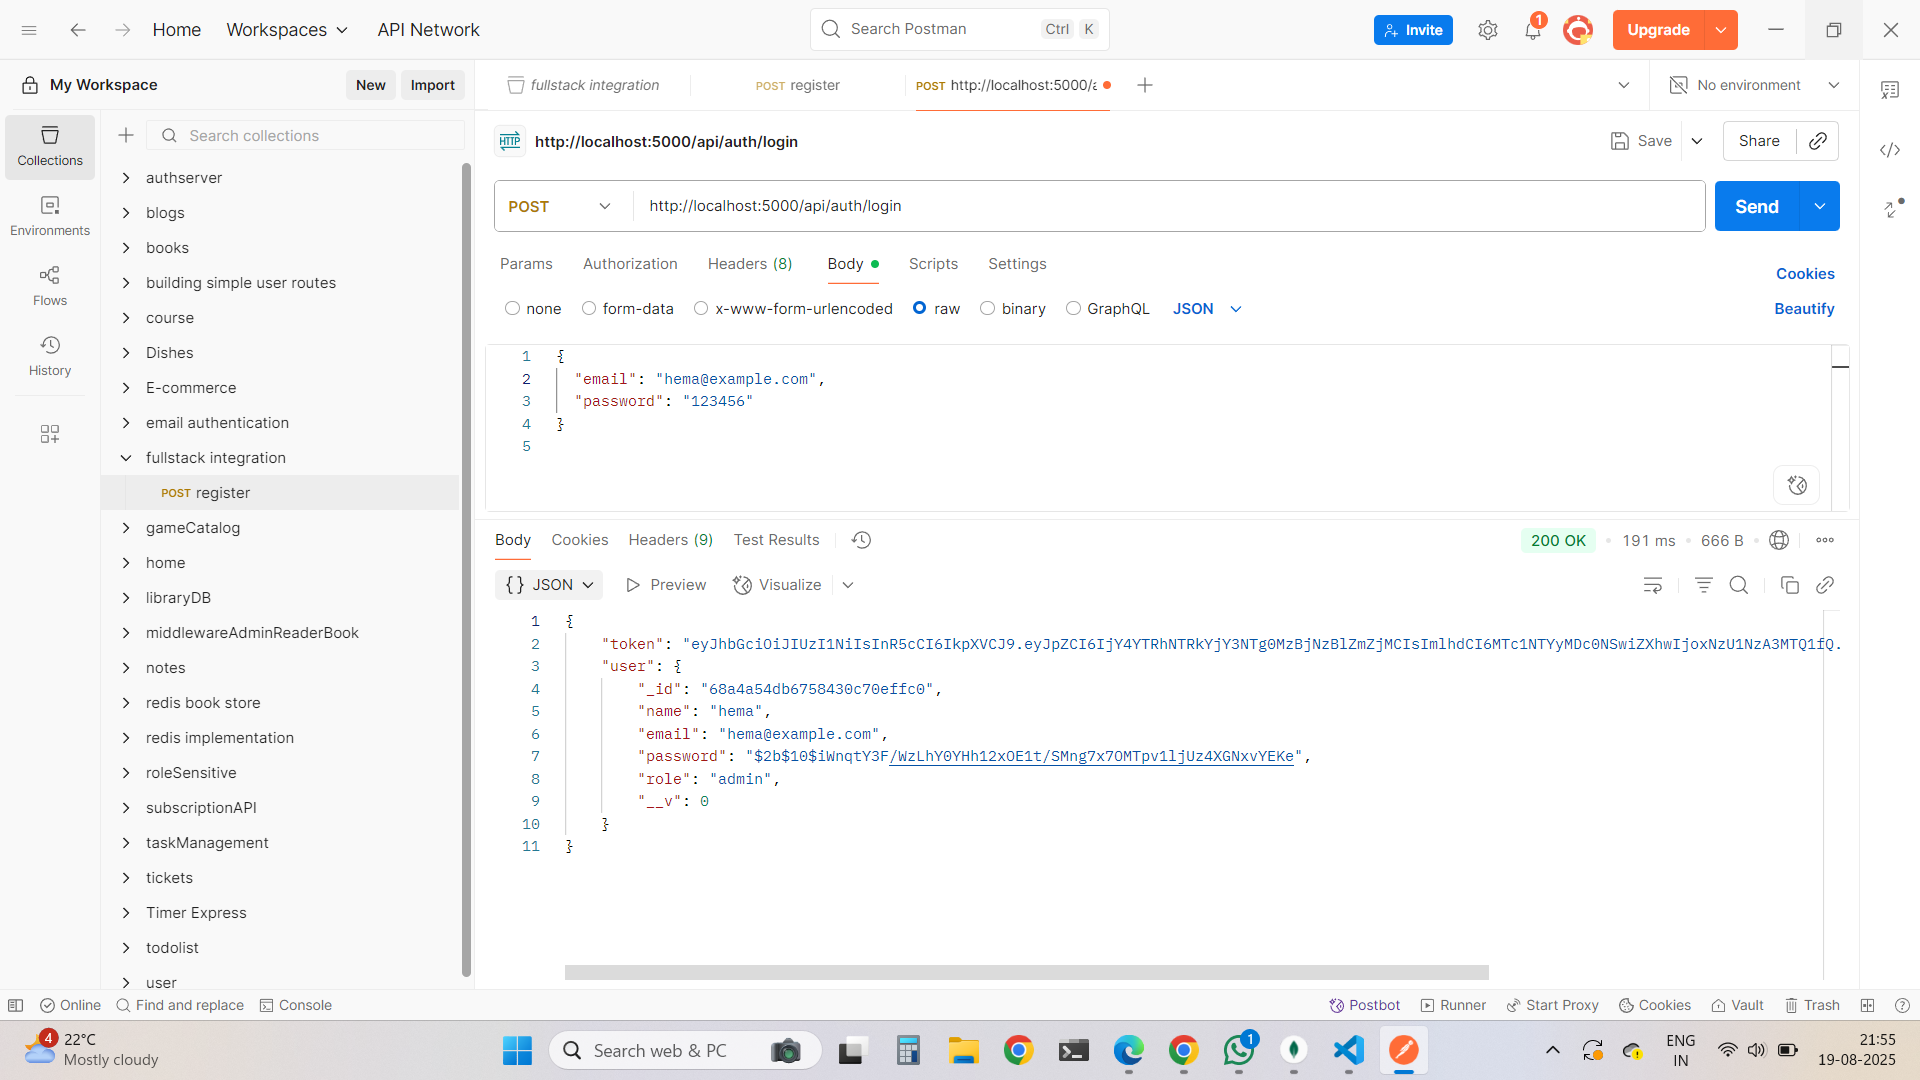 Home
Workspaces
API Network
Search Postman
Ctrl K
Invite
1
Upgrade
My Workspace
New
Import
fullstack integration
POST register
POST http://localhost:5000/a
No environment
Collections
Environments
Flows
History
Search collections
authserver
blogs
books
building simple user routes
course
Dishes
E-commerce
email authentication
fullstack integration
POST register
gameCatalog
home
libraryDB
middlewareAdminReaderBook
notes
redis book store
redis implementation
roleSensitive
subscriptionAPI
taskManagement
tickets
Timer Express
todolist
user
HTTP http://localhost:5000/api/auth/login
Save
Share
POST
http://localhost:5000/api/auth/login
Send
Params Authorization Headers (8) Body Scripts Settings
Cookies
none form-data x-www-form-urlencoded raw binary GraphQL JSON
Beautify
1 {
2 "email": "hema@example.com",
3 "password": "123456"
4 }
5
Body Cookies Headers (9) Test Results
200 OK • 191 ms • 666 B
{} JSON Preview Visualize
1 {
2 "token": "eyJhbGciOiJIUzI1NiIsInR5cCI6IkpXVCJ9.eyJpZCI6IjY4YTRhNTRkYjY3NTg0MzBjNzBlZmZjMCIsImlhdCI6MTc1NTYyMDc0NSwiZXhwIjoxNzU1NzA3MTQ1fQ.
3 "user": {
4 "_id": "68a4a54db6758430c70effc0",
5 "name": "hema",
6 "email": "hema@example.com",
7 "password": "$2b$10$iWnqtY3F/WzLhY0YHh12xOE1t/SMng7x7OMTpv1ljUz4XGNxvYEKe",
8 "role": "admin",
9 "__v": 0
10 }
11 }
Online
Find and replace
Console
Postbot
Runner
Start Proxy
Cookies
Vault
Trash
4
22°C
Mostly cloudy
Search web & PC
1
ENG
IN
21:55
19-08-2025